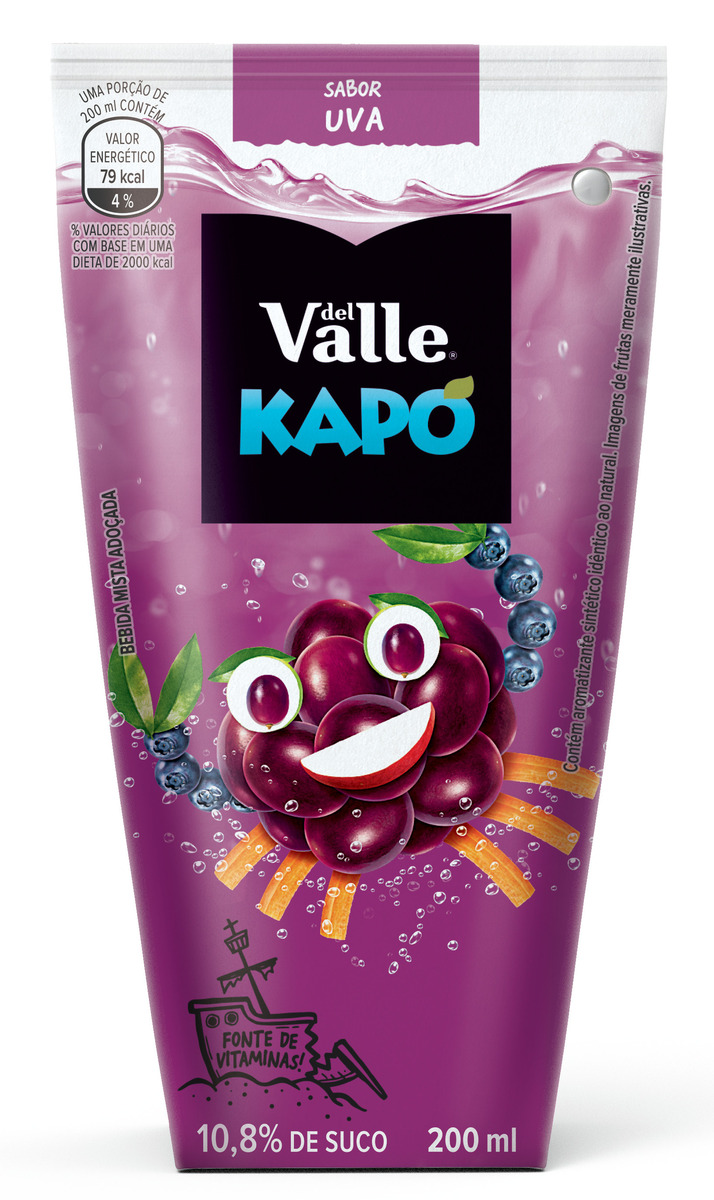 SABOR
UVA
UMA PORÇÃO DE
200 ml CONTÉM
VALOR
ENERGÉTICO
79 kcal
4 %
% VALORES DIÁRIOS
COM BASE EM UMA
DIETA DE 2000 kcal
del
Valle®
KAPO
BEBIDA MISTA ADOÇADA
Contém aromatizante sintético idêntico ao natural. Imagens de frutas meramente ilustrativas.
FONTE DE
VITAMINAS!
10,8% DE SUCO 200 ml